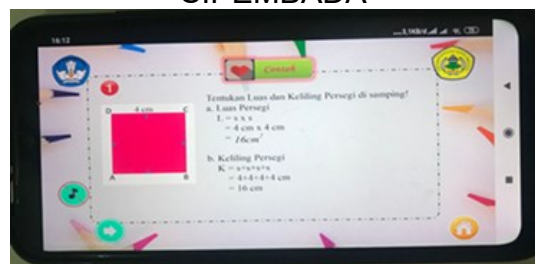 16:12
Contoh
1
Tentukan Luas dan Keliling Persegi di samping!
a. Luas Persegi
L = s x s
= 4 cm x 4 cm
= 16cm²
b. Keliling Persegi
K = s+s+s+s
= 4+4+4+4 cm
= 16 cm
D 4 cm C
A B